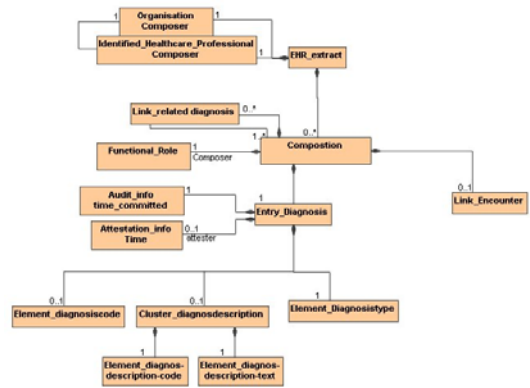 1
Organisation
Composer
1
Identified_Healthcare_Professional
Composer
1
EHR_extract
Link_related diagnosis
0..*
1..*
0..*
Functional_Role
1
Composer
Compostion
Audit_info
time_committed
1
1
Entry_Diagnosis
0..1
Link_Encounter
Attestation_info
Time
0..1
attester
0..1
Element_diagnosiscode
0..1
Cluster_diagnosdescription
1
Element_Diagnosistype
1
Element_diagnos-
description-code
1
Element_diagnos-
description-text